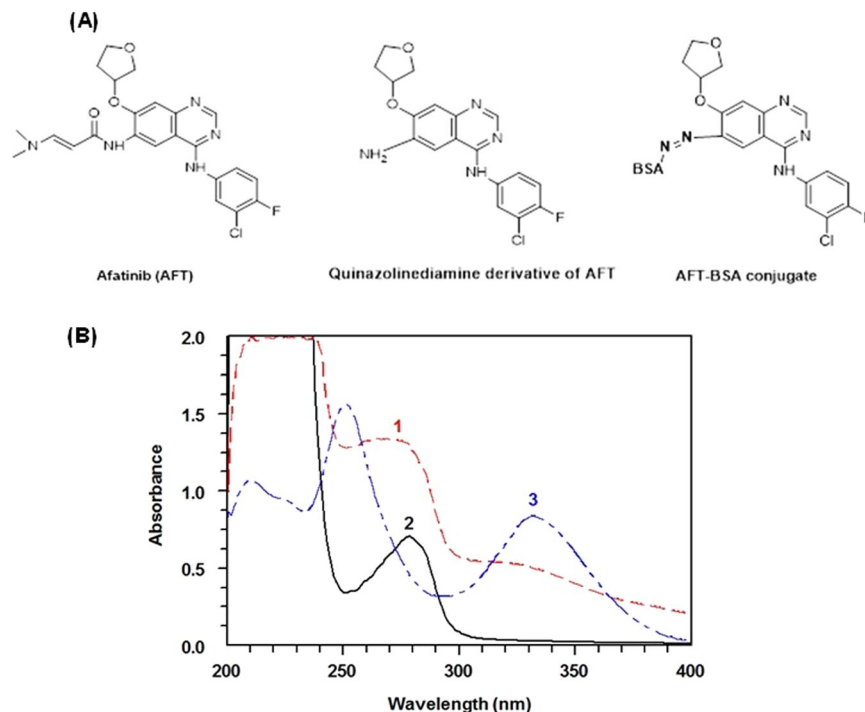 (A)
O
O
O
N
N
O
N
NH
NH
F
Cl
O
O
N
N
NH2
NH
F
Cl
O
O
N
N
N
N
BSA
NH
F
Cl
Afatinib (AFT)
Quinazolinediamine derivative of AFT
AFT-BSA conjugate
(B)
2.0
1.5
1.0
0.5
0.0
Absorbance
1
2
3
200
250
300
350
400
Wavelength (nm)